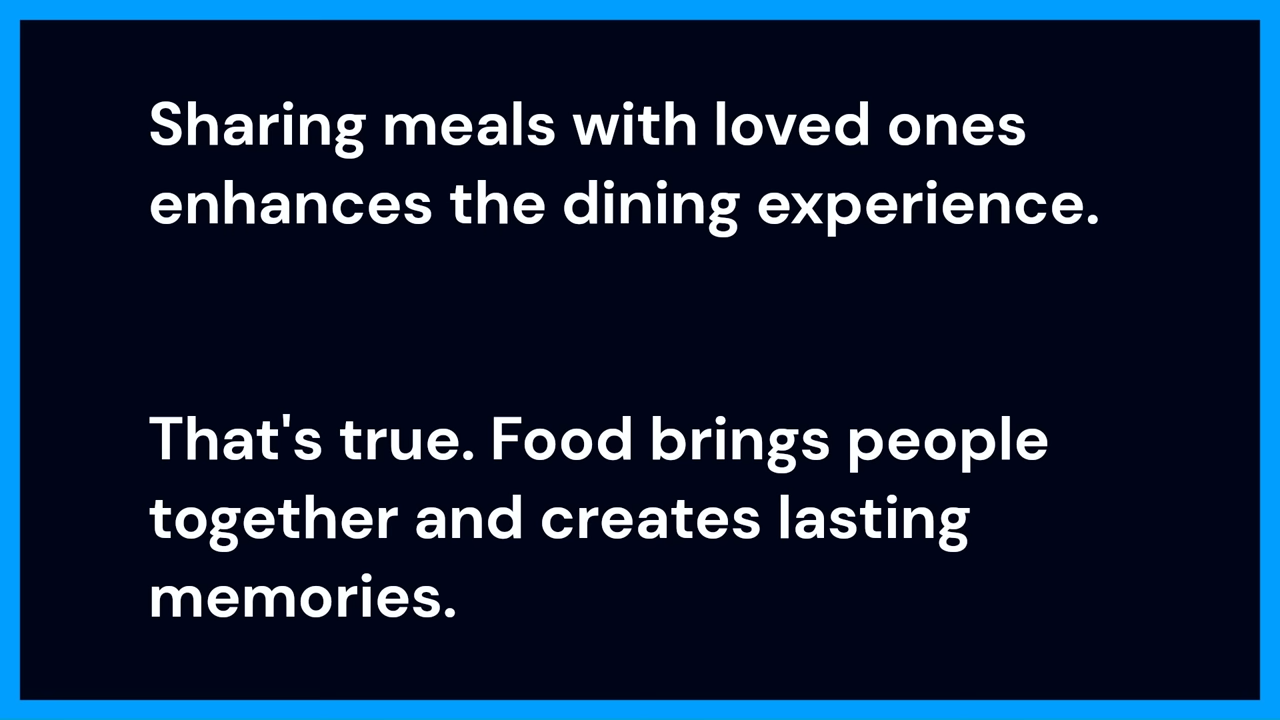 Sharing meals with loved ones
enhances the dining experience.
That's true. Food brings people
together and creates lasting
memories.